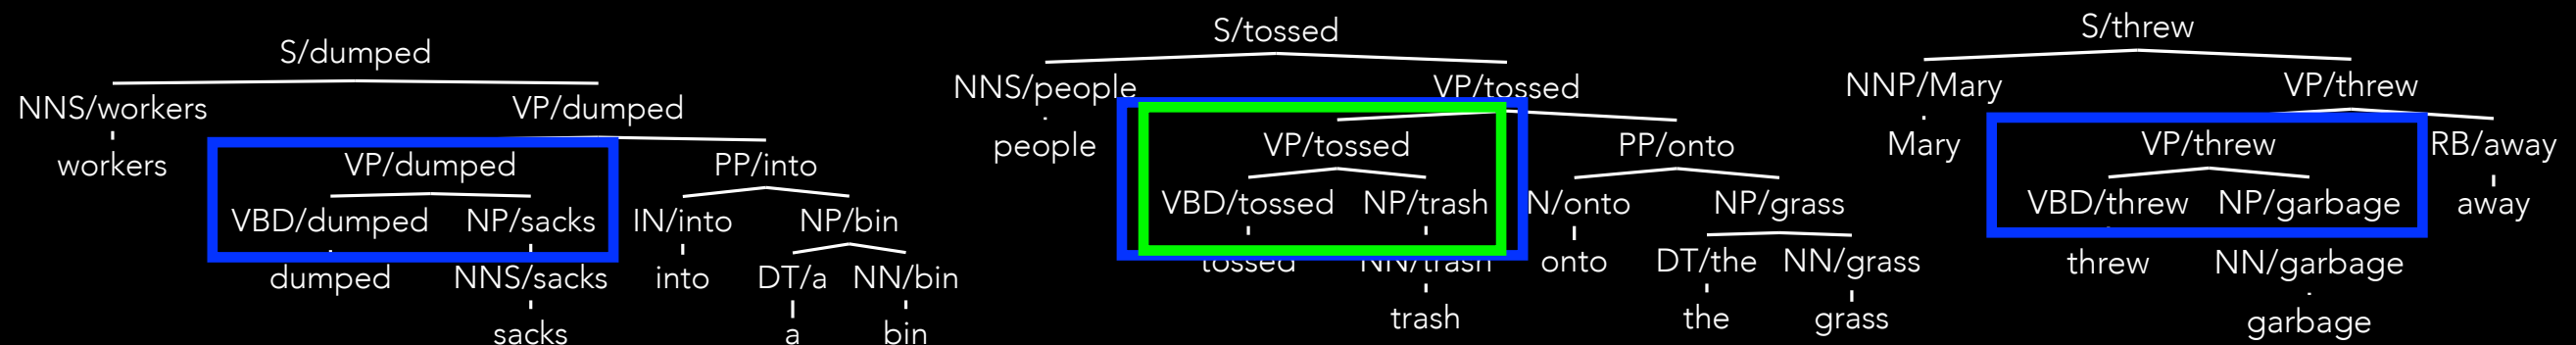 S/dumped
NNS/workers VP/dumped
workers VP/dumped PP/into
VBD/dumped NP/sacks IN/into NP/bin
dumped NNS/sacks into DT/a NN/bin
sacks a bin
S/tossed
NNS/people VP/tossed
people VP/tossed PP/onto
VBD/tossed NP/trash N/onto NP/grass
tossed NN/trash onto DT/the NN/grass
trash the grass
S/threw
NNP/Mary VP/threw
Mary VP/threw RB/away
VBD/threw NP/garbage away
threw NN/garbage
garbage